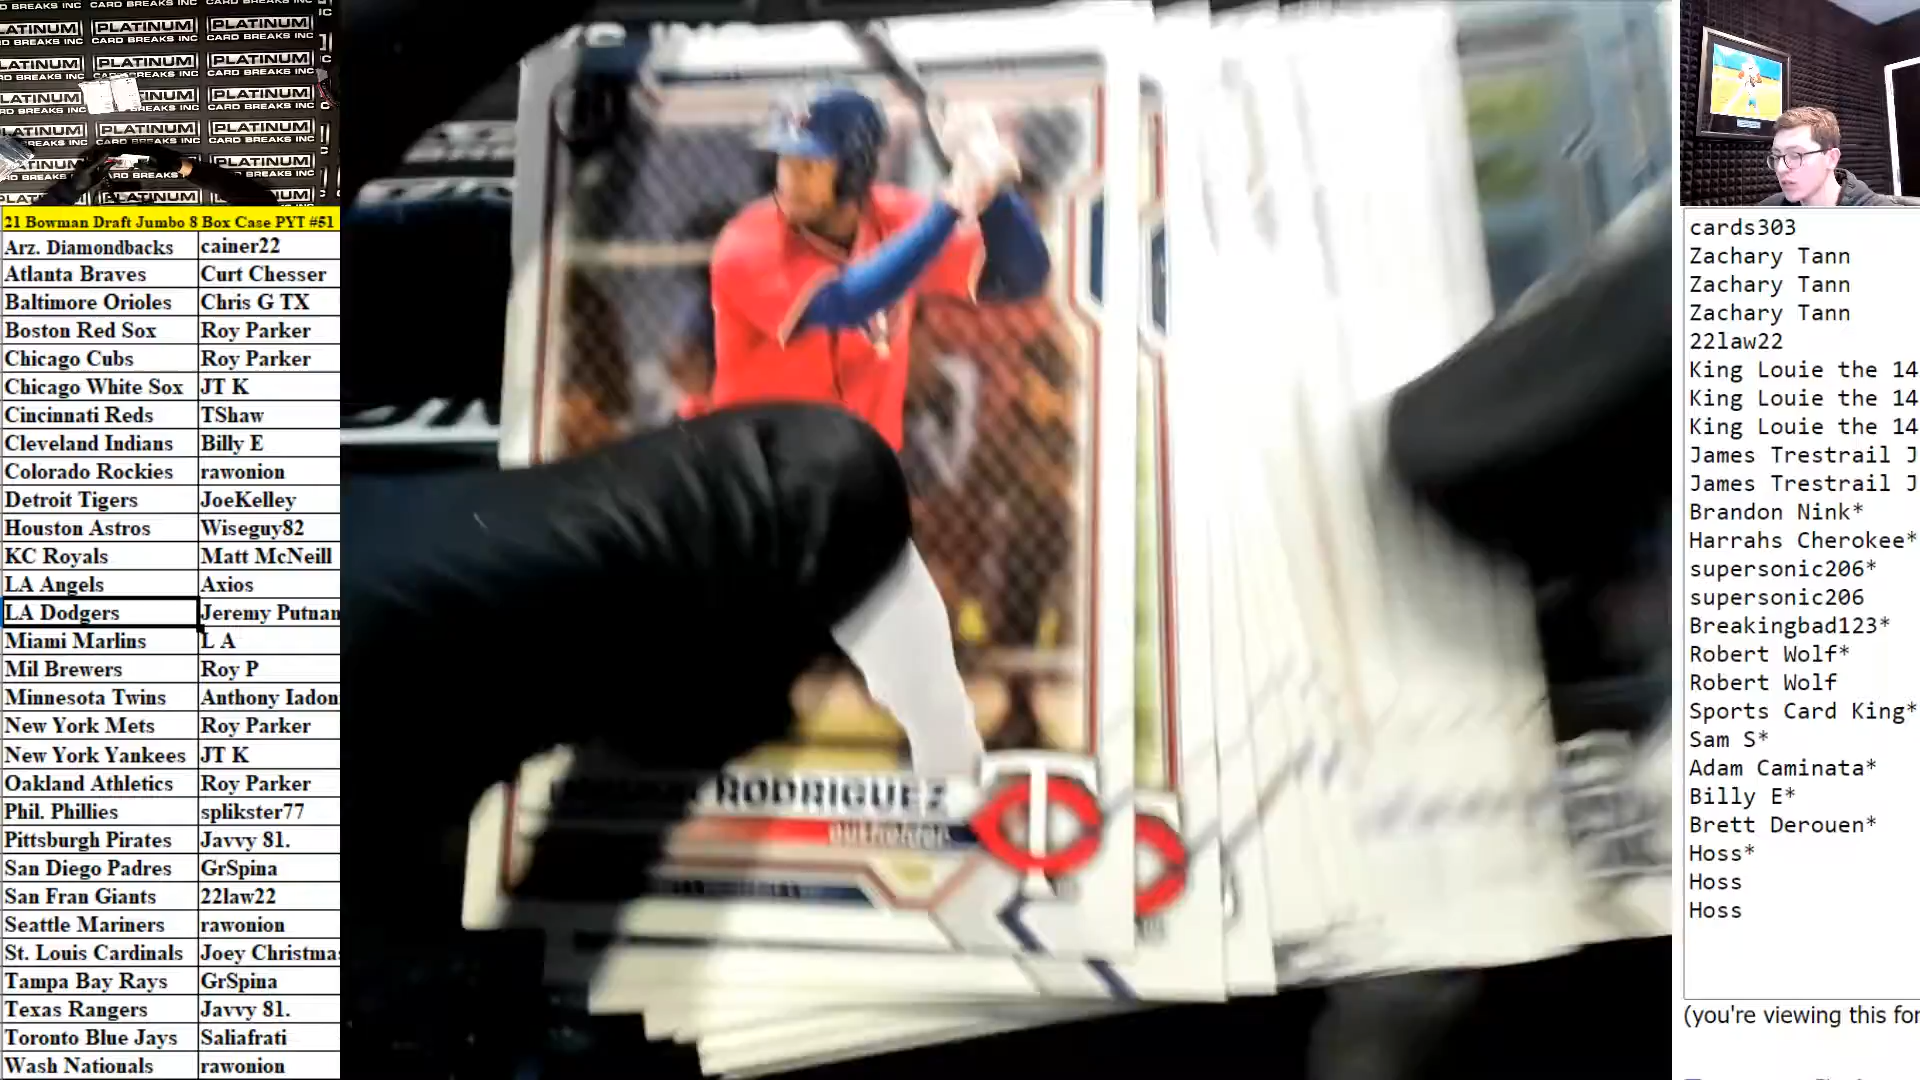 PLATINUM
CARD BREAKS INC
21 Bowman Draft Jumbo 8 Box Case PYT #51
Arz. Diamondbacks cainer22
Atlanta Braves Curt Chesser
Baltimore Orioles Chris G TX
Boston Red Sox Roy Parker
Chicago Cubs Roy Parker
Chicago White Sox JT K
Cincinnati Reds TShaw
Cleveland Indians Billy E
Colorado Rockies rawonion
Detroit Tigers JoeKelley
Houston Astros Wiseguy82
KC Royals Matt McNeill
LA Angels Axios
LA Dodgers Jeremy Putnan
Miami Marlins L A
Mil Brewers Roy P
Minnesota Twins Anthony Iadon
New York Mets Roy Parker
New York Yankees JT K
Oakland Athletics Roy Parker
Phil. Phillies splikster77
Pittsburgh Pirates Javvy 81.
San Diego Padres GrSpina
San Fran Giants 22law22
Seattle Mariners rawonion
St. Louis Cardinals Joey Christmas
Tampa Bay Rays GrSpina
Texas Rangers Javvy 81.
Toronto Blue Jays Saliafrati
Wash Nationals rawonion
RODRIGUEZ
OUTFIELDER
cards303
Zachary Tann
Zachary Tann
Zachary Tann
22law22
King Louie the 14
King Louie the 14
King Louie the 14
James Trestrail J
James Trestrail J
Brandon Nink*
Harrahs Cherokee*
supersonic206*
supersonic206
Breakingbad123*
Robert Wolf*
Robert Wolf
Sports Card King*
Sam S*
Adam Caminata*
Billy E*
Brett Derouen*
Hoss*
Hoss
Hoss
(you're viewing this for